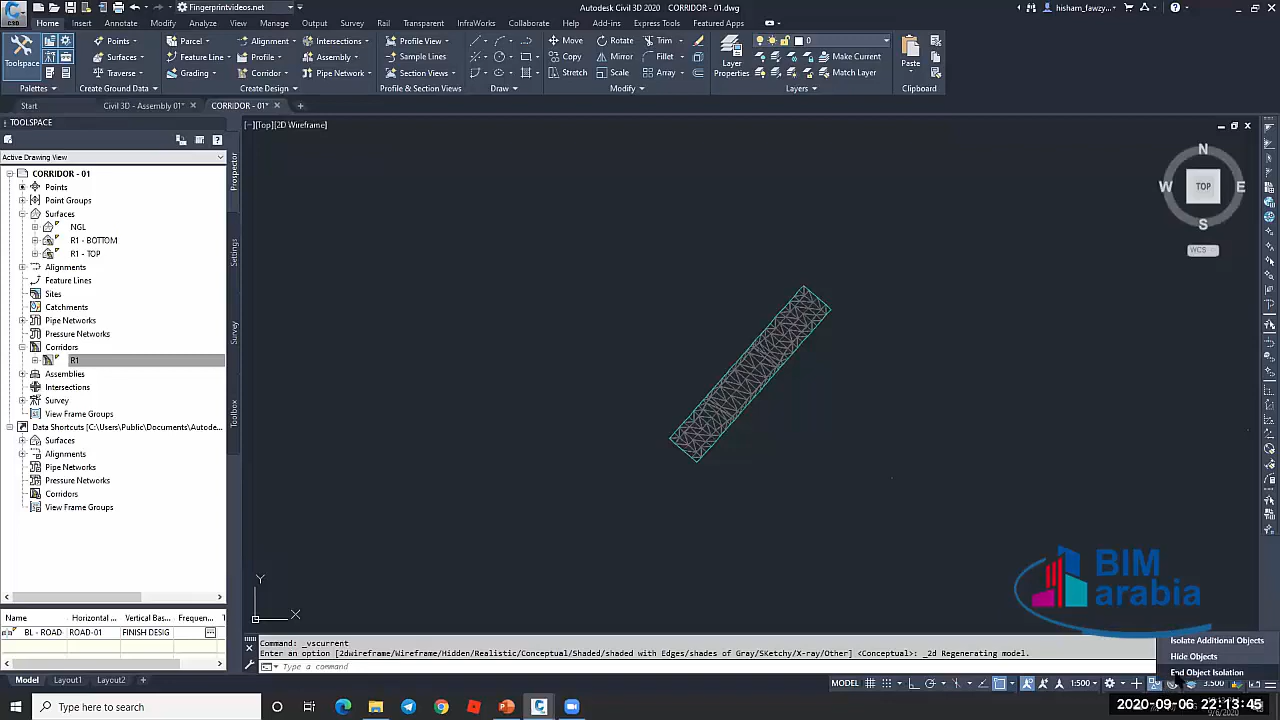 Fingerprintvideos.net
Autodesk Civil 3D 2020 CORRIDOR - 01.dwg
hisham_fawzy...
Home Insert Annotate Modify Analyze View Manage Output Survey Rail Transparent InfraWorks Collaborate Help Add-ins Express Tools Featured Apps
Toolspace
Points Parcel Alignment Intersections Profile View Move Rotate Trim 0
Surfaces Feature Line Profile Assembly Sample Lines Copy Mirror Fillet Make Current
Traverse Grading Corridor Pipe Network Section Views Stretch Scale Array Match Layer
Layer Properties
Paste
Palettes Create Ground Data Create Design Profile & Section Views Draw Modify Layers Clipboard
Start Civil 3D - Assembly 01* CORRIDOR - 01*
TOOLSPACE
[−][Top][2D Wireframe]
Active Drawing View
CORRIDOR - 01
Points
Point Groups
Surfaces
NGL
R1 - BOTTOM
R1 - TOP
Alignments
Feature Lines
Sites
Catchments
Pipe Networks
Pressure Networks
Corridors
R1
Assemblies
Intersections
Survey
View Frame Groups
Data Shortcuts [C:\Users\Public\Documents\Autode...
Surfaces
Alignments
Pipe Networks
Pressure Networks
Corridors
View Frame Groups
Prospector
Settings
Survey
Toolbox
N
W TOP E
S
WCS
Y
X
BIM
arabia
Name Horizontal ... Vertical Bas... Frequen... T
BL - ROAD ROAD-01 FINISH DESIG
Command: _vscurrent
Enter an option [2dwireframe/Wireframe/Hidden/Realistic/Conceptual/Shaded/shaded with Edges/shades of Gray/SKetchy/X-ray/Other] <Conceptual>: _2d Regenerating model.
Type a command
Isolate Additional Objects
Hide Objects
End Object Isolation
Model Layout1 Layout2 +
MODEL 1:500 3.500
Type here to search
2020-09-06 22:13:45
9/6/2020